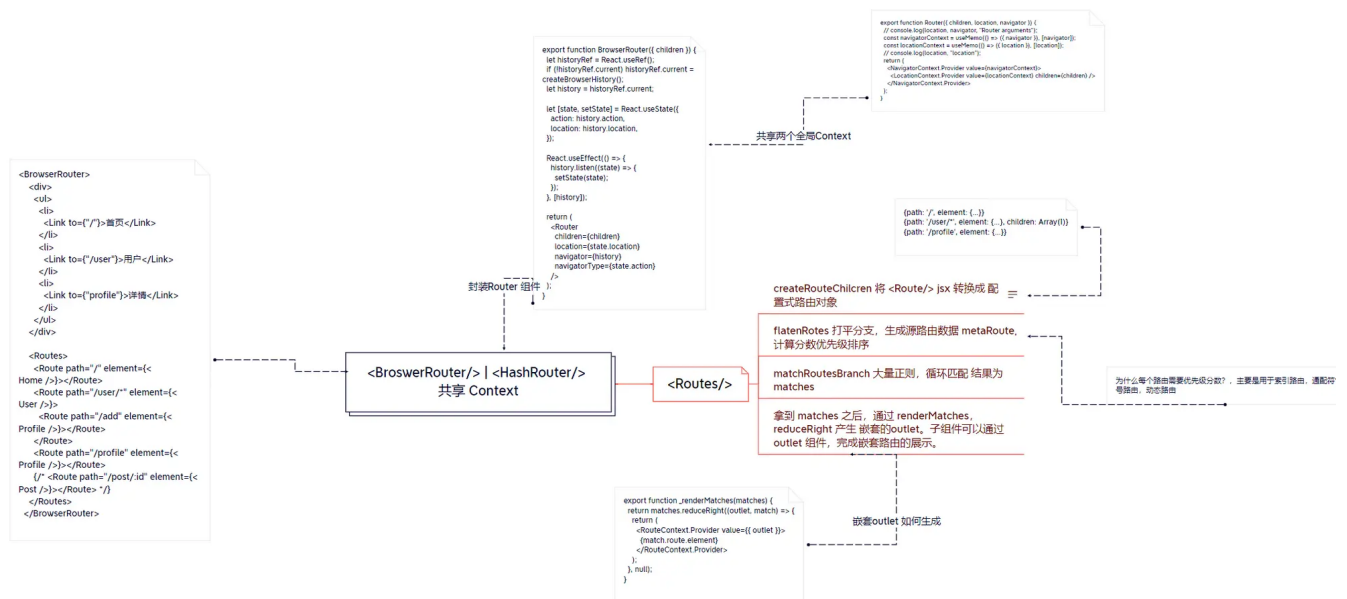 <BrowserRouter>
<div>
<ul>
<li>
<Link to={"/"}>首页</Link>
</li>
<li>
<Link to={"/user"}>用户</Link>
</li>
<li>
<Link to={"profile"}>详情</Link>
</li>
</ul>
</div>
<Routes>
<Route path="/" element={<
Home />}></Route>
<Route path="/user/*" element={<
User />}>
<Route path="/add" element={<
Profile />}></Route>
</Route>
<Route path="/profile" element={<
Profile />}></Route>
{/* <Route path="/post/:id" element={<
Post />}></Route> */}
</Routes>
</BrowserRouter>
<BroswerRouter/> | <HashRouter/>
共享 Context
封装Router 组件
export function BrowserRouter({ children }) {
let historyRef = React.useRef();
if (!historyRef.current) historyRef.current =
createBrowserHistory();
let history = historyRef.current;
let [state, setState] = React.useState({
action: history.action,
location: history.location,
});
React.useEffect(() => {
history.listen((state) => {
setState(state);
});
}, [history]);
return (
<Router
children={children}
location={state.location}
navigator={history}
navigatorType={state.action}
/>
);
}
共享两个全局Context
export function Router({ children, location, navigator }) {
// console.log(location, navigator, "Router arguments");
const navigatorContext = useMemo(() => ({ navigator }), [navigator]);
const locationContext = useMemo(() => ({ location }), [location]);
// console.log(location, "location");
return (
<NavigatorContext.Provider value={navigatorContext}>
<LocationContext.Provider value={locationContext} children={children} />
</NavigatorContext.Provider>
);
}
<Routes/>
createRouteChilcren 将 <Route/> jsx 转换成 配
置式路由对象
{path: '/', element: {…}}
{path: '/user/*', element: {…}, children: Array(1)}
{path: '/profile', element: {…}}
flatenRotes 打平分支，生成源路由数据 metaRoute,
计算分数优先级排序
为什么每个路由需要优先级分数？，主要是用于索引路由，通配符
号路由，动态路由
matchRoutesBranch 大量正则，循环匹配 结果为
matches
拿到 matches 之后，通过 renderMatches，
reduceRight 产生 嵌套的outlet。子组件可以通过
outlet 组件，完成嵌套路由的展示。
嵌套outlet 如何生成
export function _renderMatches(matches) {
return matches.reduceRight((outlet, match) => {
return (
<RouteContext.Provider value={{ outlet }}>
{match.route.element}
</RouteContext.Provider>
);
}, null);
}